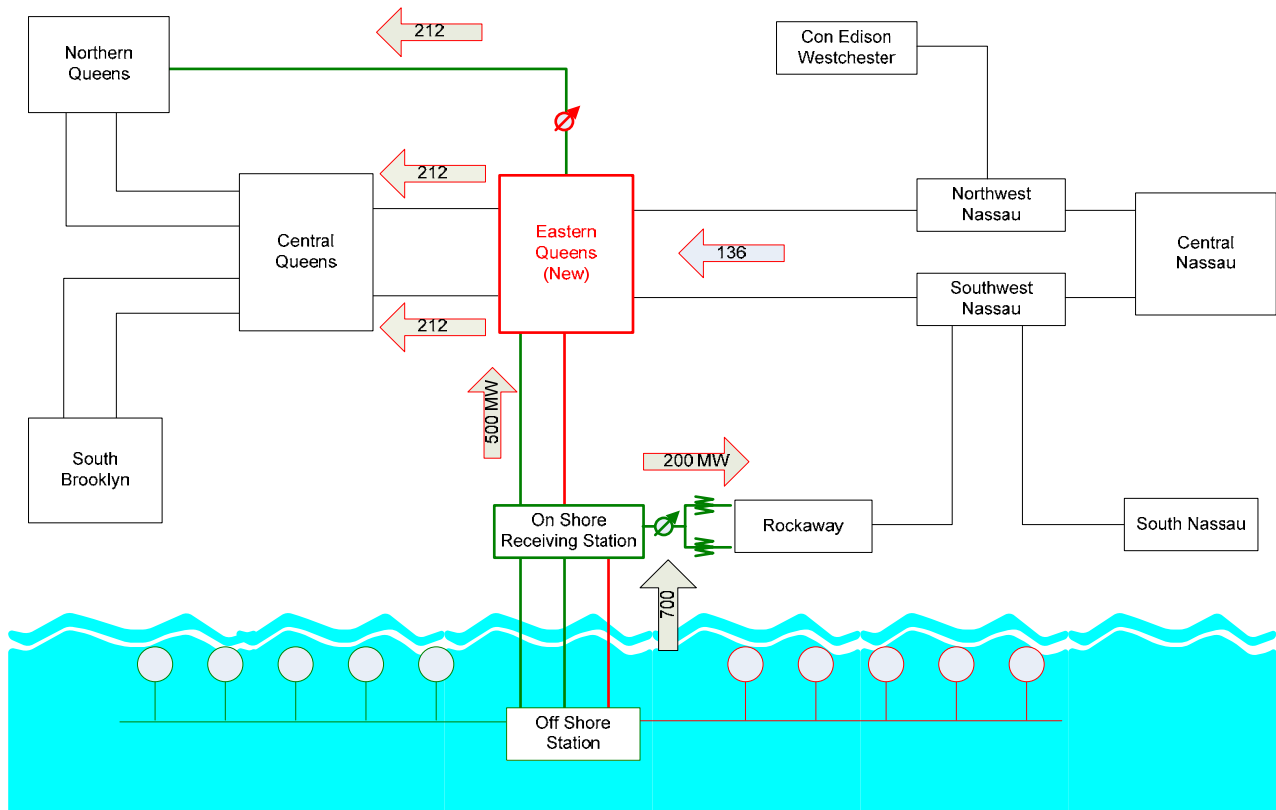 212
Northern
Queens
Con Edison
Westchester
212
Central
Queens
Eastern
Queens
(New)
136
Northwest
Nassau
Central
Nassau
Southwest
Nassau
212
500 MW
200 MW
South
Brooklyn
On Shore
Receiving Station
Rockaway
South Nassau
700
Off Shore
Station